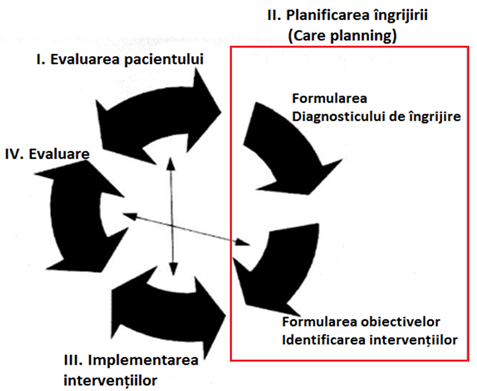 II. Planificarea îngrijirii
(Care planning)
I. Evaluarea pacientului
Formularea
Diagnosticului de îngrijire
IV. Evaluare
Formularea obiectivelor
Identificarea intervențiilor
III. Implementarea
intervențiilor